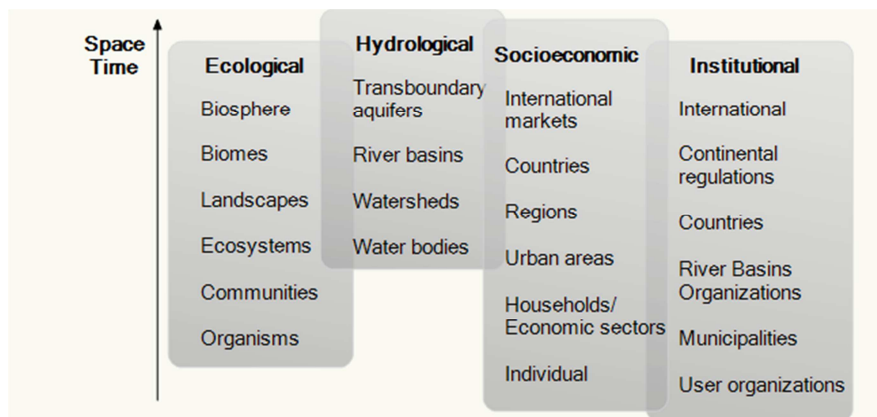 Space
Time
Ecological
Biosphere
Biomes
Landscapes
Ecosystems
Communities
Organisms
Hydrological
Transboundary
aquifers
River basins
Watersheds
Water bodies
Socioeconomic
International
markets
Countries
Regions
Urban areas
Households/
Economic sectors
Individual
Institutional
International
Continental
regulations
Countries
River Basins
Organizations
Municipalities
User organizations